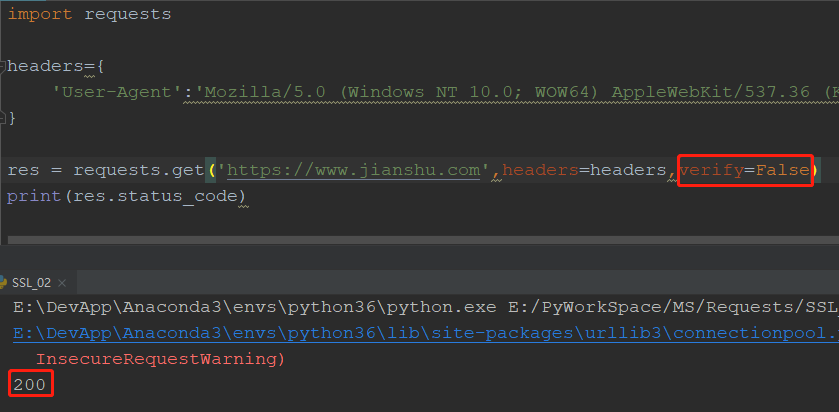 import requests
headers={
'User-Agent':'Mozilla/5.0 (Windows NT 10.0; WOW64) AppleWebKit/537.36 (K
}
res = requests.get('https://www.jianshu.com',headers=headers,verify=False)
print(res.status_code)
SSL_02
E:\DevApp\Anaconda3\envs\python36\python.exe E:/PyWorkSpace/MS/Requests/SSL_
E:\DevApp\Anaconda3\envs\python36\lib\site-packages\urllib3\connectionpool.
InsecureRequestWarning)
200